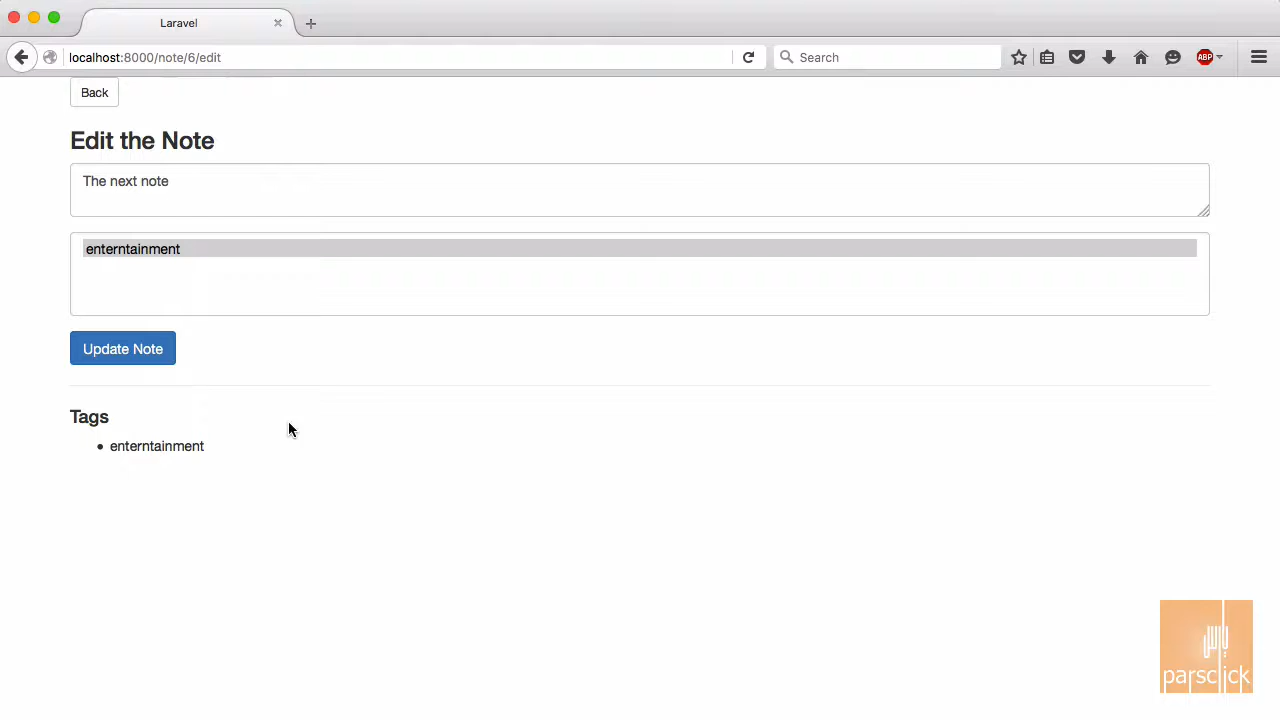 Laravel
localhost:8000/note/6/edit
Search
ABP
Back
Edit the Note
The next note
enterntainment
Update Note
Tags
enterntainment
parsclick